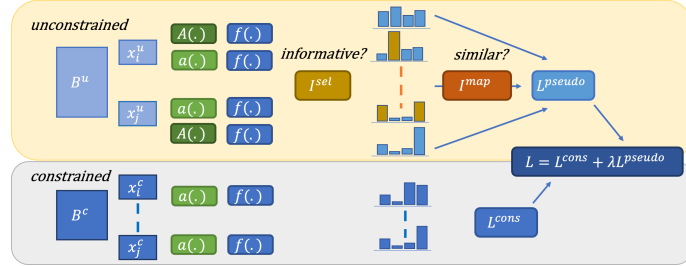 unconstrained
B^u
x_i^u
A(.)
f(.)
a(.)
f(.)
informative?
I^sel
similar?
I^map
L^pseudo
x_j^u
a(.)
f(.)
A(.)
f(.)
L = L^cons + λL^pseudo
constrained
B^c
x_i^c
a(.)
f(.)
x_j^c
a(.)
f(.)
L^cons